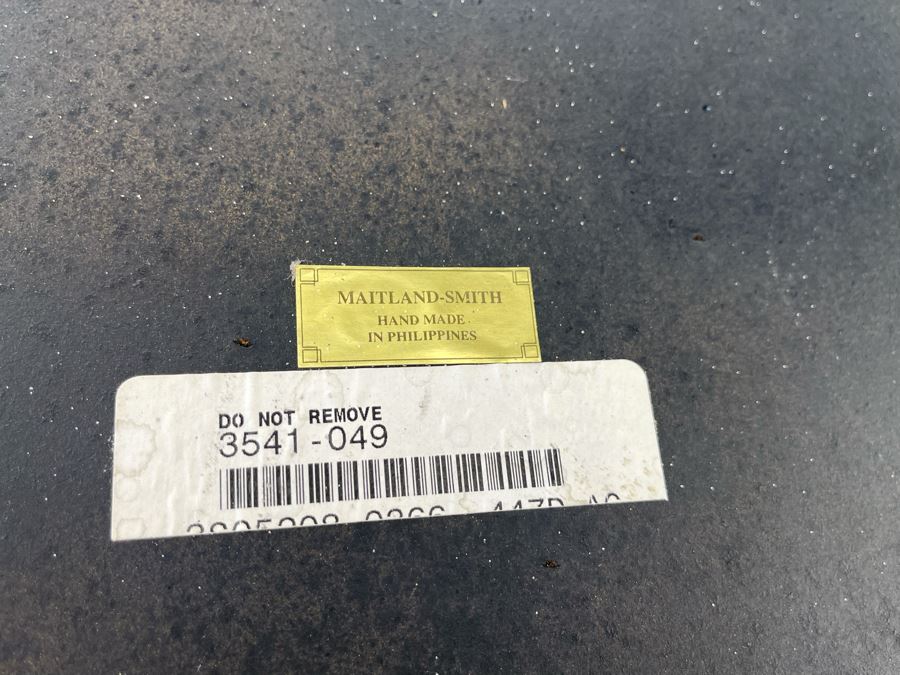 MAITLAND-SMITH
HAND MADE
IN PHILIPPINES
DO NOT REMOVE
3541-049